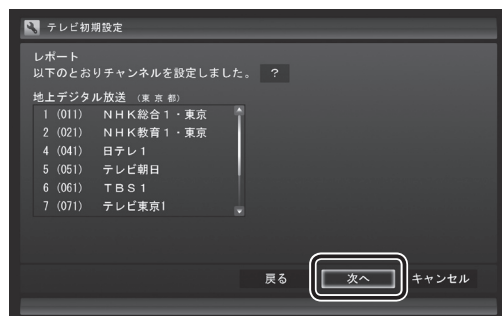 テレビ初期設定
レポート
以下のとおりチャンネルを設定しました。 ?
地上デジタル放送 (東京都)
1 (011) NHK総合1・東京
2 (021) NHK教育1・東京
4 (041) 日テレ1
5 (051) テレビ朝日
6 (061) TBS1
7 (071) テレビ東京1
戻る 次へ キャンセル